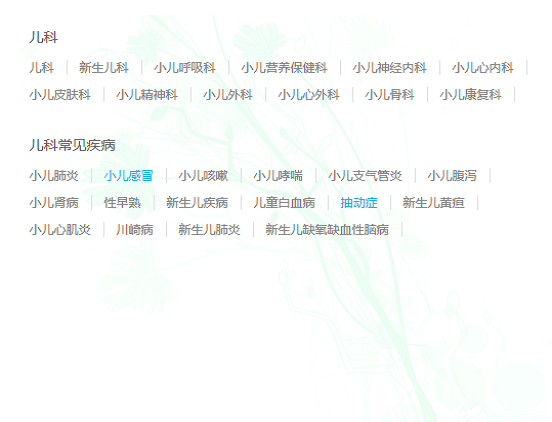 儿科
儿科 | 新生儿科 | 小儿呼吸科 | 小儿营养保健科 | 小儿神经内科 | 小儿心内科 |
小儿皮肤科 | 小儿精神科 | 小儿外科 | 小儿心外科 | 小儿骨科 | 小儿康复科 |
儿科常见疾病
小儿肺炎 | 小儿感冒 | 小儿咳嗽 | 小儿哮喘 | 小儿支气管炎 | 小儿腹泻 |
小儿肾病 | 性早熟 | 新生儿疾病 | 儿童白血病 | 抽动症 | 新生儿黄疸 |
小儿心肌炎 | 川崎病 | 新生儿肺炎 | 新生儿缺氧缺血性脑病 |